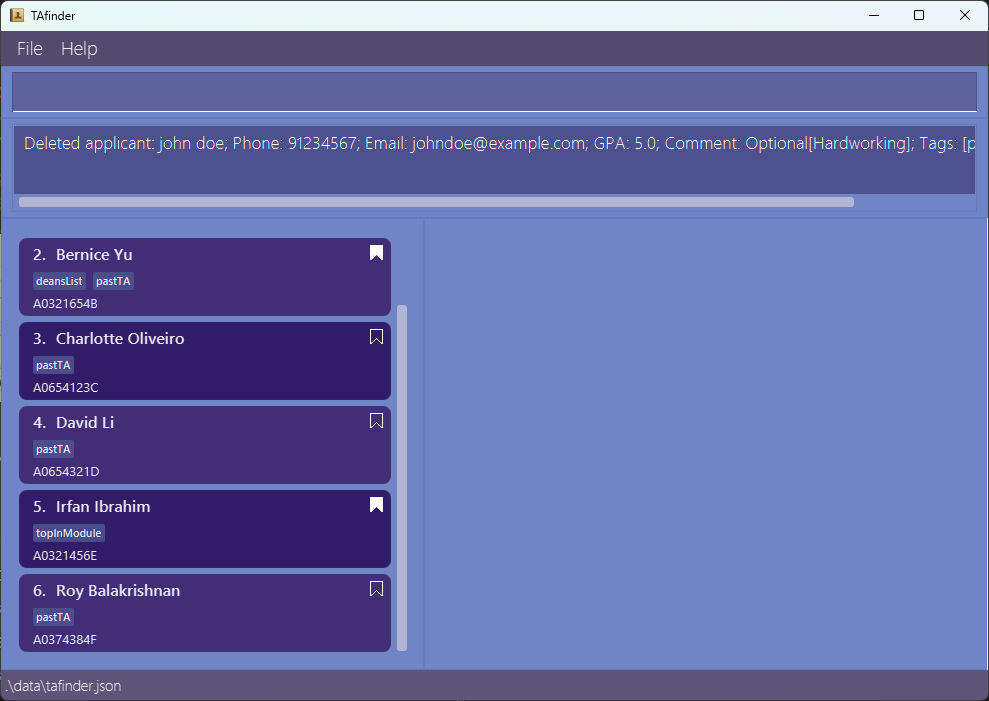 TAfinder
File Help
Deleted applicant: john doe; Phone: 91234567; Email: johndoe@example.com; GPA: 5.0; Comment: Optional[Hardworking]; Tags: [p
2. Bernice Yu
deansList pastTA
A0321654B
3. Charlotte Oliveiro
pastTA
A0654123C
4. David Li
pastTA
A0654321D
5. Irfan Ibrahim
topInModule
A0321456E
6. Roy Balakrishnan
pastTA
A0374384F
.\data\tafinder.json